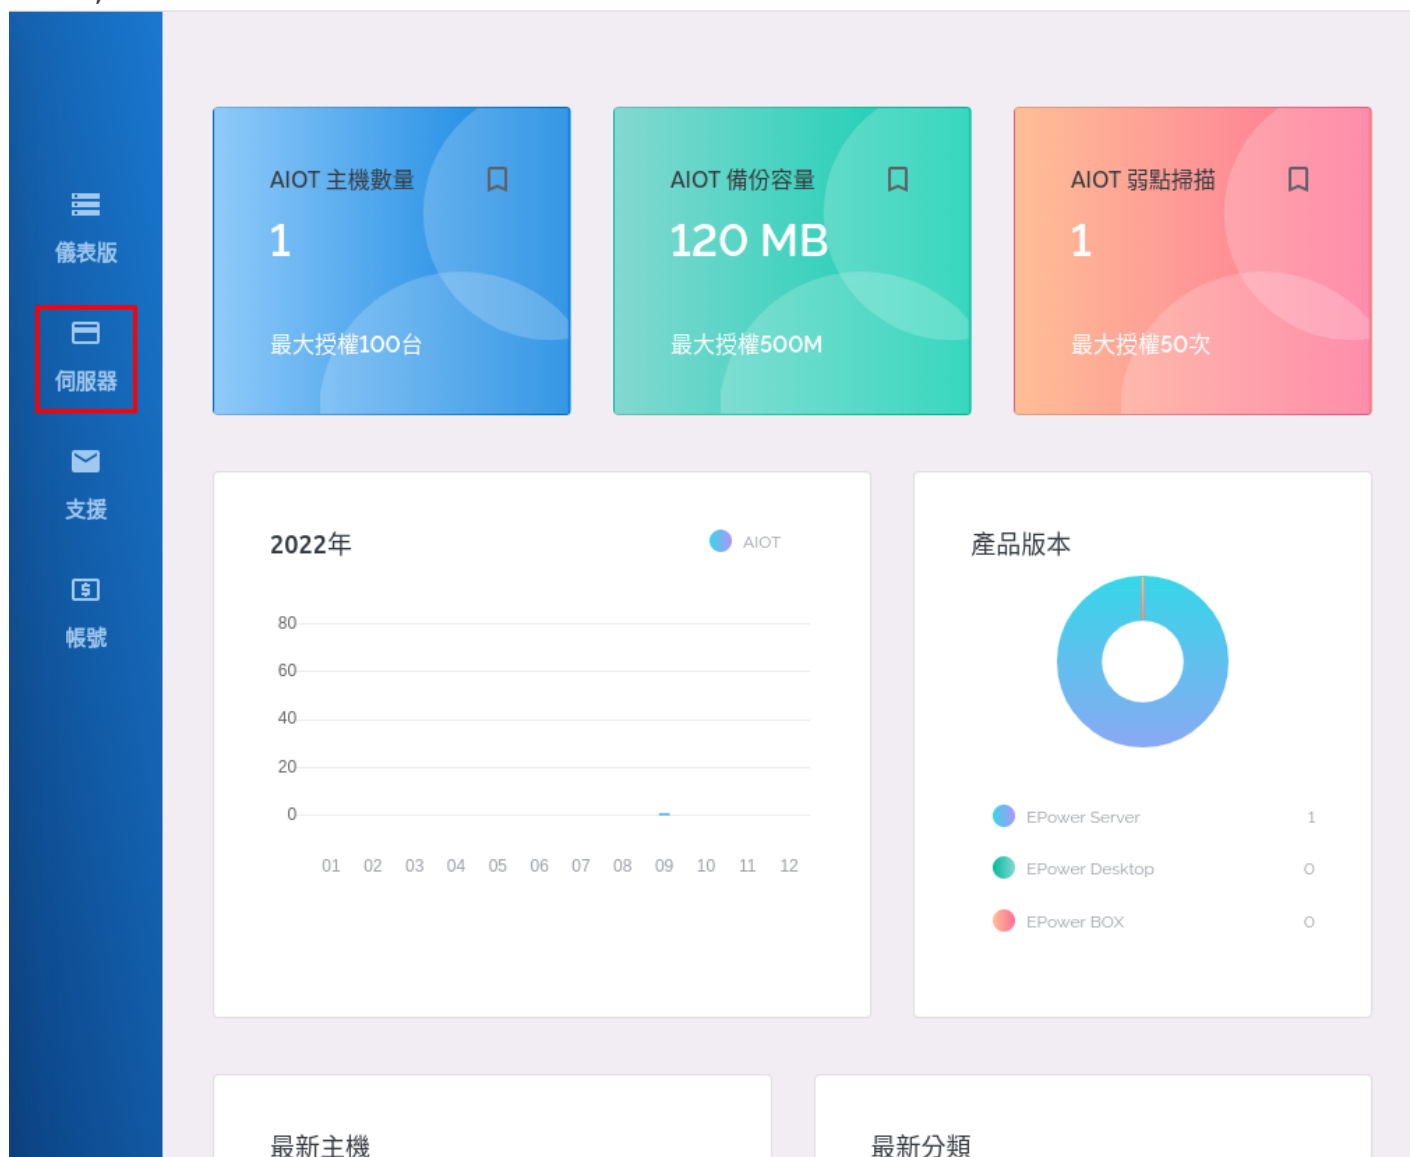 儀表版
伺服器
支援
帳號
AIOT 主機數量
1
最大授權100台
AIOT 備份容量
120 MB
最大授權500M
AIOT 弱點掃描
1
最大授權50次
2022年
AIOT
80
60
40
20
0
01 02 03 04 05 06 07 08 09 10 11 12
產品版本
EPower Server 1
EPower Desktop 0
EPower BOX 0
最新主機
最新分類